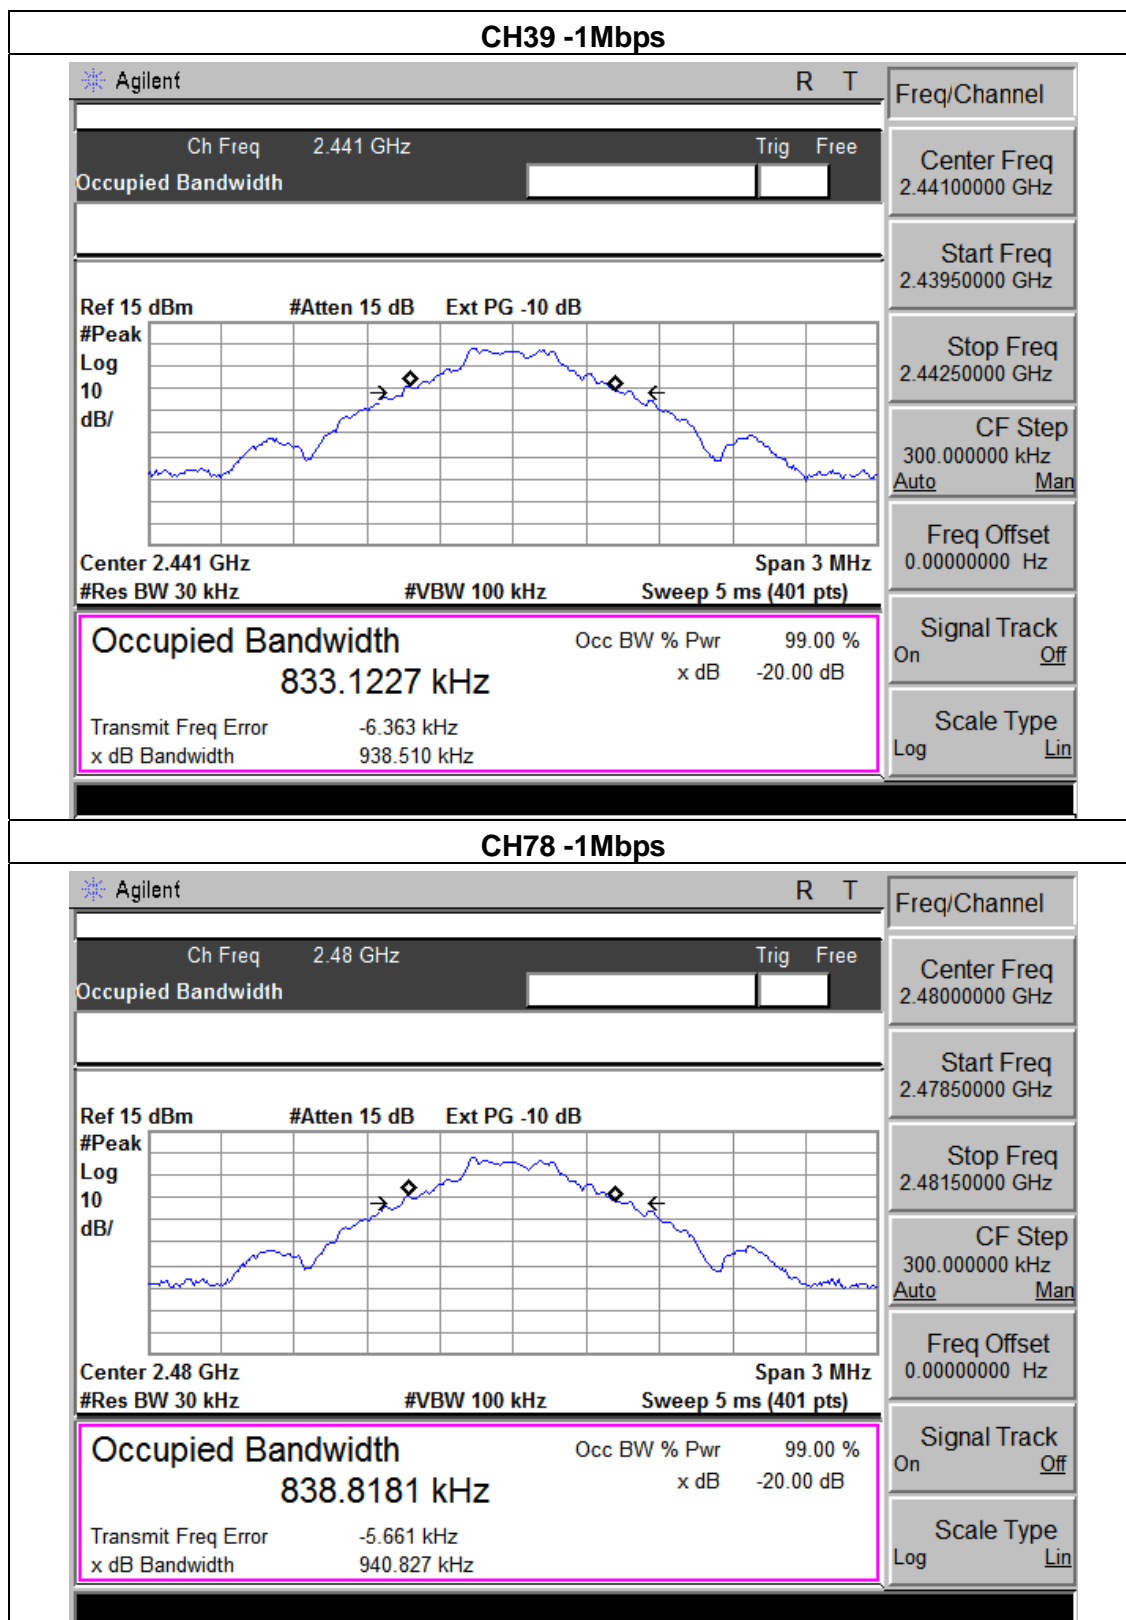 CH39 -1Mbps
Agilent R T
Freq/Channel
Ch Freq 2.441 GHz Trig Free
Occupied Bandwidth
Center Freq
2.44100000 GHz
Start Freq
2.43950000 GHz
Stop Freq
2.44250000 GHz
CF Step
300.000000 kHz
Auto Man
Freq Offset
0.00000000 Hz
Signal Track
On Off
Scale Type
Log Lin
Ref 15 dBm #Atten 15 dB Ext PG -10 dB
#Peak
Log
10
dB/
Center 2.441 GHz Span 3 MHz
#Res BW 30 kHz #VBW 100 kHz Sweep 5 ms (401 pts)
Occupied Bandwidth Occ BW % Pwr 99.00 %
833.1227 kHz x dB -20.00 dB
Transmit Freq Error -6.363 kHz
x dB Bandwidth 938.510 kHz
CH78 -1Mbps
Agilent R T
Freq/Channel
Ch Freq 2.48 GHz Trig Free
Occupied Bandwidth
Center Freq
2.48000000 GHz
Start Freq
2.47850000 GHz
Stop Freq
2.48150000 GHz
CF Step
300.000000 kHz
Auto Man
Freq Offset
0.00000000 Hz
Signal Track
On Off
Scale Type
Log Lin
Ref 15 dBm #Atten 15 dB Ext PG -10 dB
#Peak
Log
10
dB/
Center 2.48 GHz Span 3 MHz
#Res BW 30 kHz #VBW 100 kHz Sweep 5 ms (401 pts)
Occupied Bandwidth Occ BW % Pwr 99.00 %
838.8181 kHz x dB -20.00 dB
Transmit Freq Error -5.661 kHz
x dB Bandwidth 940.827 kHz